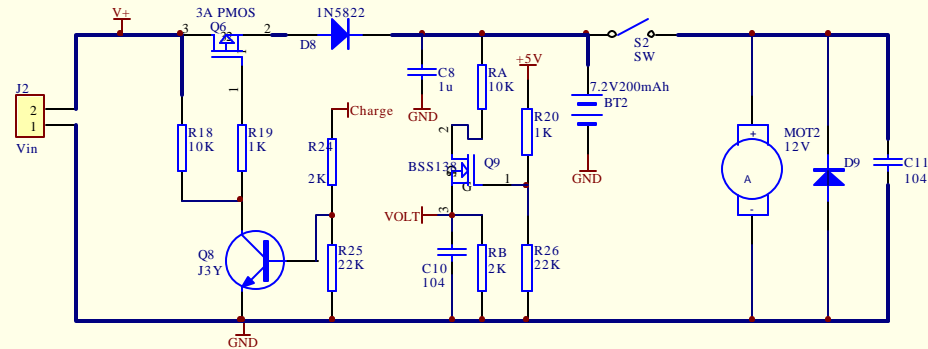 V+
3A PMOS
Q6
3
2
1N5822
D8
S2
SW
J2
2
1
Vin
1
R18
10K
R19
1K
Charge
R24
2K
C8
1u
GND
RA
10K
+5V
R20
1K
7.2V200mAh
BT2
GND
2
BSS138
Q9
G
1
3
VOLT
MOT2
12V
+
A
-
D9
C11
104
Q8
J3Y
R25
22K
C10
104
RB
2K
R26
22K
GND